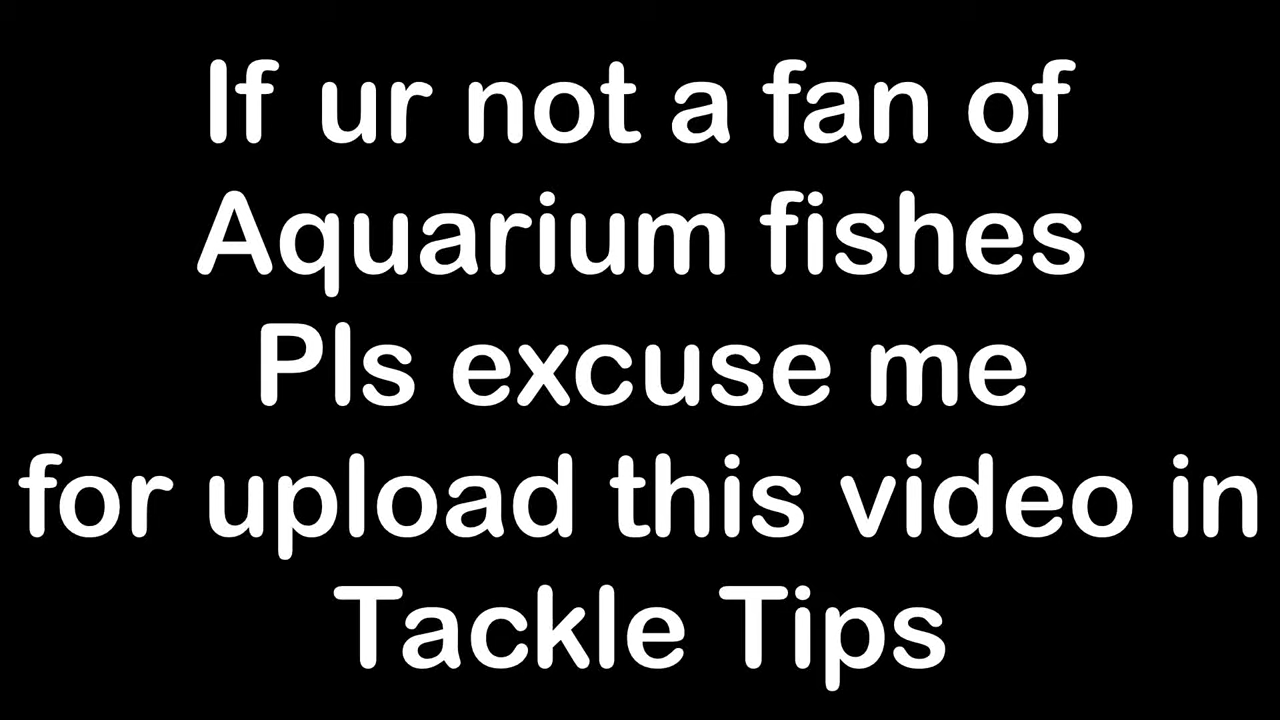 If ur not a fan of
Aquarium fishes
Pls excuse me
for upload this video in
Tackle Tips